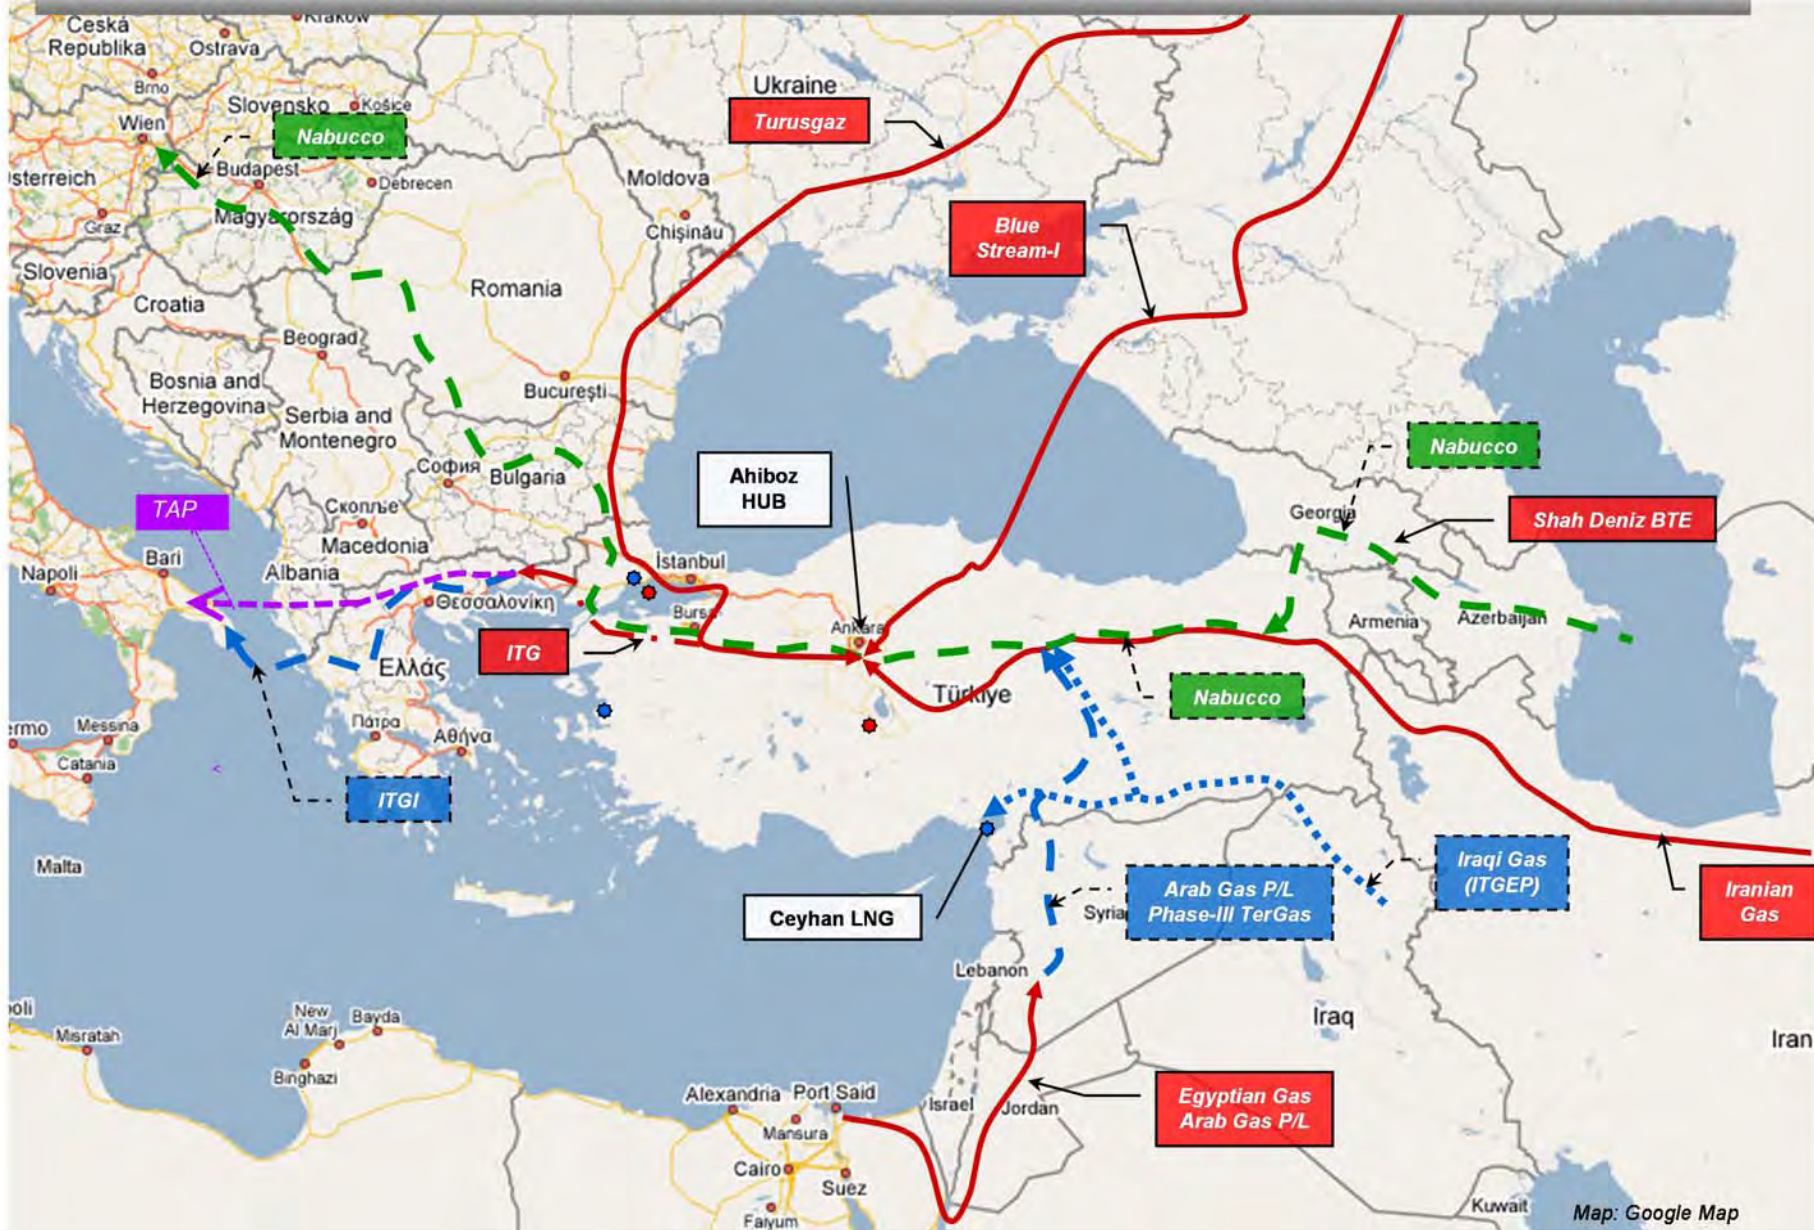 Kraków
Česká
Republika
Ostrava
Brno
Slovensko
Košice
Ukraine
Turusgaz
Wien
Nabucco
Österreich
Budapest
Debrecen
Moldova
Graz
Magyarország
Chişinău
Blue
Stream-I
Slovenia
Croatia
Romania
Beograd
Bosnia and
Herzegovina
Bucureşti
Serbia and
Montenegro
София
Bulgaria
Ahiboz
HUB
Nabucco
TAP
Скопље
Georgia
Shah Deniz BTE
Macedonia
Bari
İstanbul
Napoli
Albania
Θεσσαλονίκη
Bursa
Ankara
Armenia
Azerbaijan
ITG
Ελλάς
Türkiye
Nabucco
ermo
Messina
Πάτρα
Αθήνα
Catania
ITGI
Malta
Iraqi Gas
(ITGEP)
Arab Gas P/L
Phase-III TerGas
Iranian
Gas
Ceyhan LNG
Syria
Lebanon
oli
New
Al Marj
Bayda
Iraq
Misratah
Iran
Binghazi
Alexandria
Port Said
Israel
Jordan
Egyptian Gas
Arab Gas P/L
Mansura
Cairo
Suez
Faiyum
Kuwait
Map: Google Map